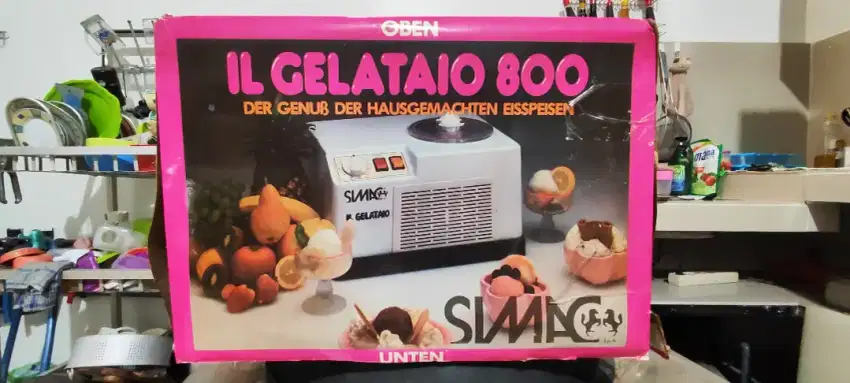 OBEN
IL GELATAIO 800
DER GENUß DER HAUSGEMACHTEN EISSPEISEN
SIMAC
IL GELATAIO
SIMAC
UNTEN